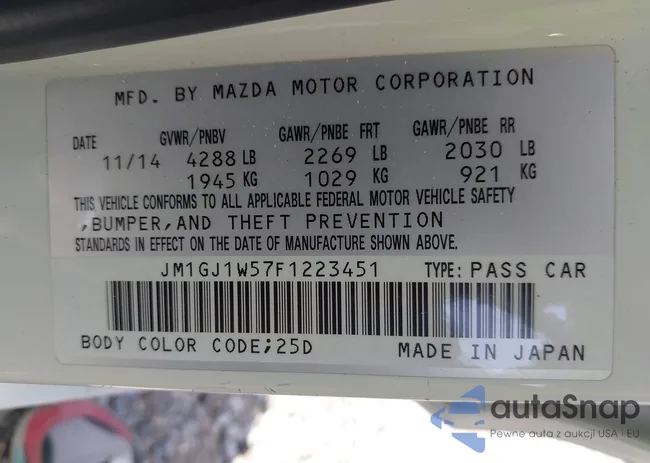 MFD. BY MAZDA MOTOR CORPORATION
DATE GVWR/PNBV GAWR/PNBE FRT GAWR/PNBE RR
11/14 4288 LB 2269 LB 2030 LB
1945 KG 1029 KG 921 KG
THIS VEHICLE CONFORMS TO ALL APPLICABLE FEDERAL MOTOR VEHICLE SAFETY
,BUMPER,AND THEFT PREVENTION
STANDARDS IN EFFECT ON THE DATE OF MANUFACTURE SHOWN ABOVE.
JM1GJ1W57F1223451 TYPE: PASS CAR
BODY COLOR CODE;25D MADE IN JAPAN
autaSnap
Pewne auta z aukcji USA i EU